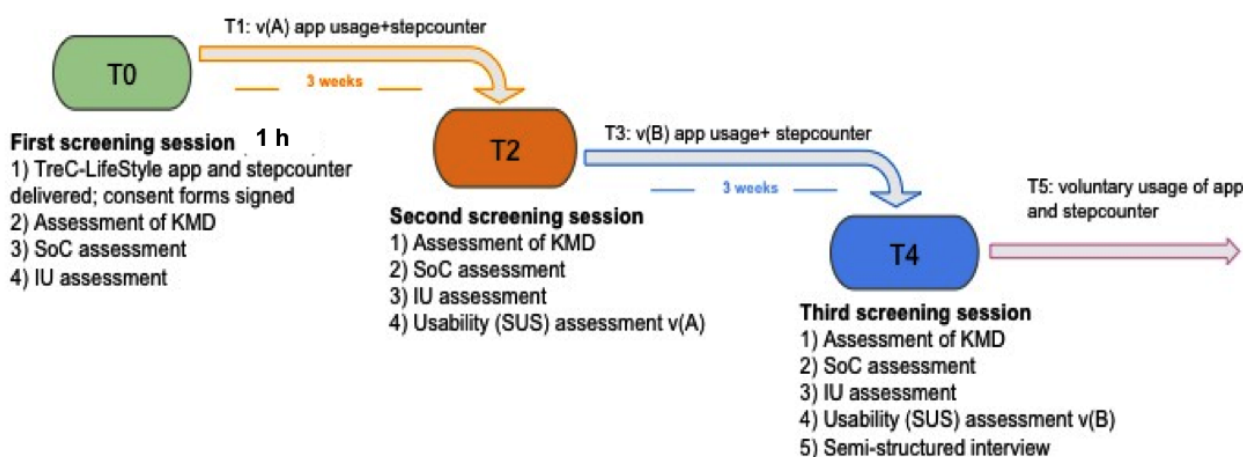 T1: v(A) app usage+stepcounter
T0
3 weeks
First screening session 1 h
1) TreC-LifeStyle app and stepcounter
delivered; consent forms signed
2) Assessment of KMD
3) SoC assessment
4) IU assessment
T2
T3: v(B) app usage+ stepcounter
3 weeks
Second screening session
1) Assessment of KMD
2) SoC assessment
3) IU assessment
4) Usability (SUS) assessment v(A)
T4
T5: voluntary usage of app
and stepcounter
Third screening session
1) Assessment of KMD
2) SoC assessment
3) IU assessment
4) Usability (SUS) assessment v(B)
5) Semi-structured interview